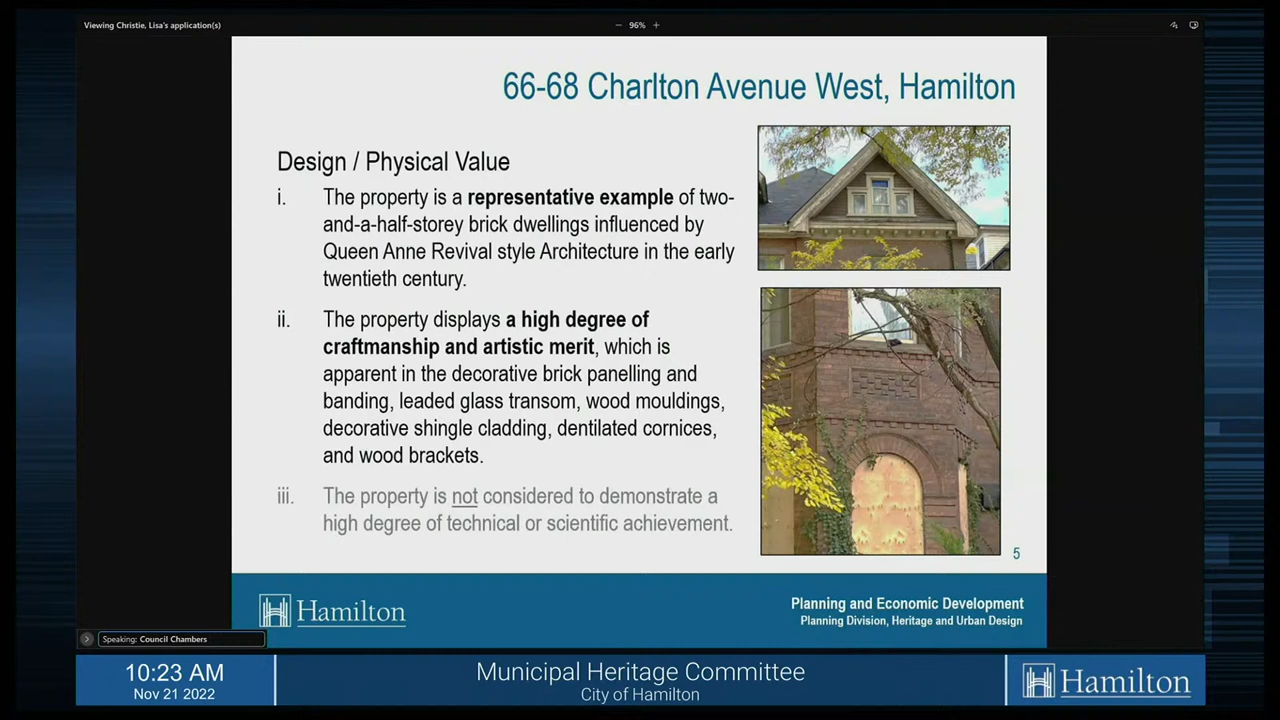 Viewing Christie, Lisa's application(s)
96%
66-68 Charlton Avenue West, Hamilton
Design / Physical Value
i. The property is a representative example of two-
and-a-half-storey brick dwellings influenced by
Queen Anne Revival style Architecture in the early
twentieth century.
ii. The property displays a high degree of
craftmanship and artistic merit, which is
apparent in the decorative brick panelling and
banding, leaded glass transom, wood mouldings,
decorative shingle cladding, dentilated cornices,
and wood brackets.
iii. The property is not considered to demonstrate a
high degree of technical or scientific achievement.
5
Hamilton
Planning and Economic Development
Planning Division, Heritage and Urban Design
Speaking: Council Chambers
10:23 AM
Nov 21 2022
Municipal Heritage Committee
City of Hamilton
Hamilton